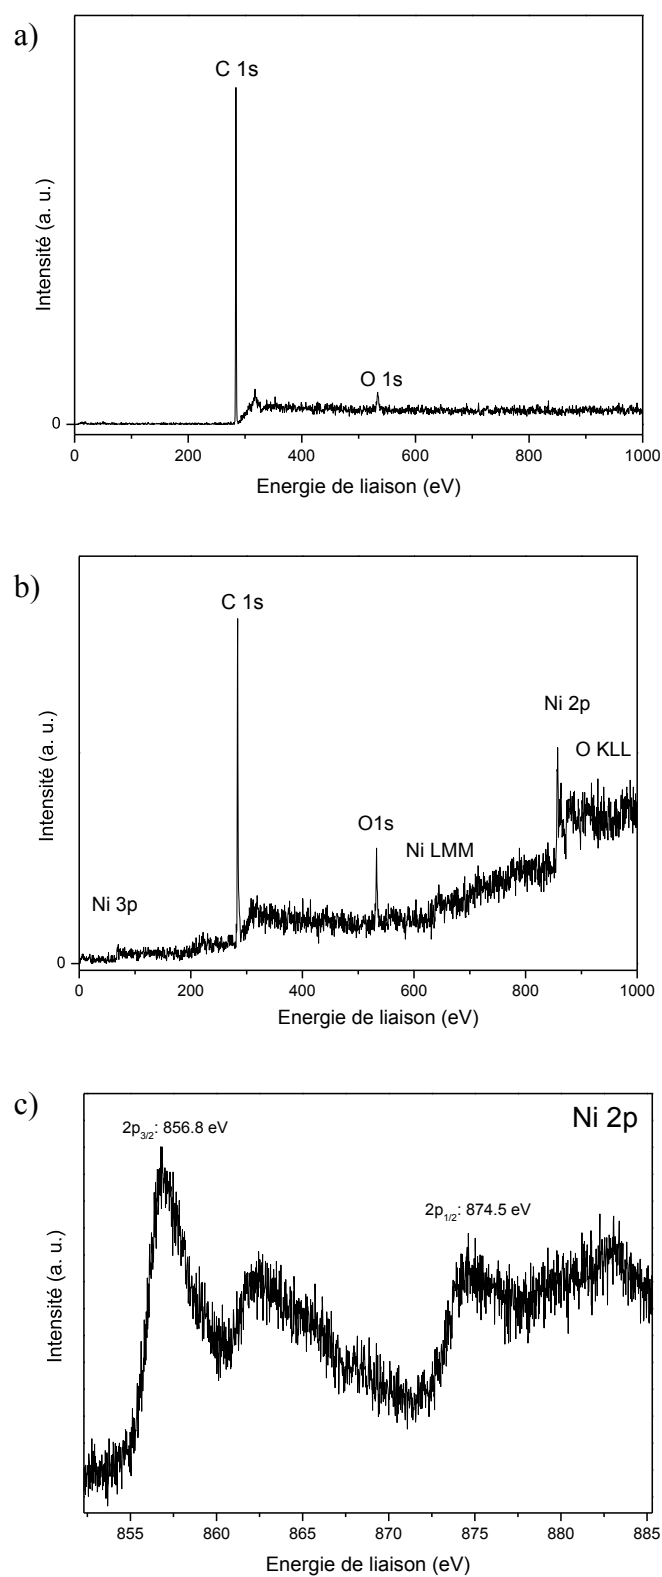 a)
C 1s
O 1s
Intensité (a. u.)
0
0 200 400 600 800 1000
Energie de liaison (eV)
b)
C 1s
Ni 2p
O KLL
O1s
Ni LMM
Ni 3p
Intensité (a. u.)
0
0 200 400 600 800 1000
Energie de liaison (eV)
c)
Ni 2p
2p3/2: 856.8 eV
2p1/2: 874.5 eV
Intensité (a. u.)
855 860 865 870 875 880 885
Energie de liaison (eV)